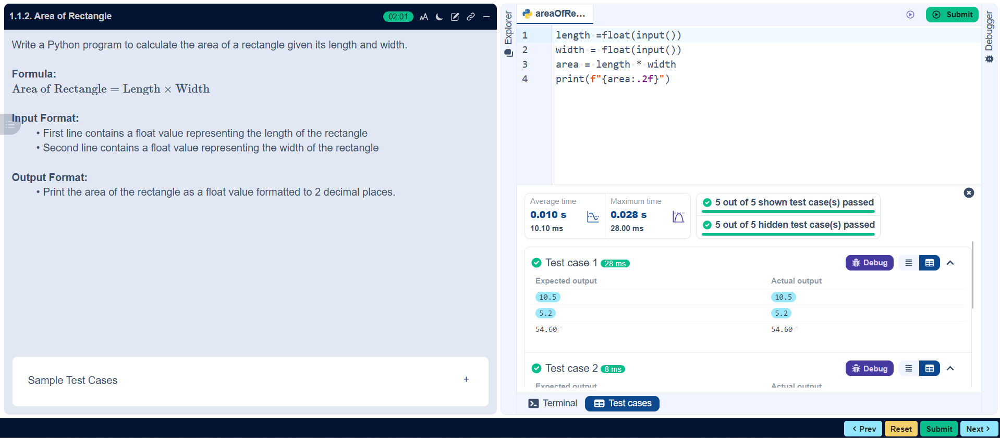 1.1.2. Area of Rectangle
02:01
AA
Write a Python program to calculate the area of a rectangle given its length and width.
Formula:
Area of Rectangle = Length × Width
Input Format:
• First line contains a float value representing the length of the rectangle
• Second line contains a float value representing the width of the rectangle
Output Format:
• Print the area of the rectangle as a float value formatted to 2 decimal places.
Sample Test Cases
+
Explorer
areaOfRe...
Submit
Debugger
1 length =float(input())
2 width = float(input())
3 area = length * width
4 print(f"{area:.2f}")
Average time
0.010 s
10.10 ms
Maximum time
0.028 s
28.00 ms
5 out of 5 shown test case(s) passed
5 out of 5 hidden test case(s) passed
Test case 1 28 ms
Debug
Expected output Actual output
10.5 10.5
5.2 5.2
54.60 54.60
Test case 2 8 ms
Debug
Expected output Actual output
Terminal
Test cases
< Prev
Reset
Submit
Next >